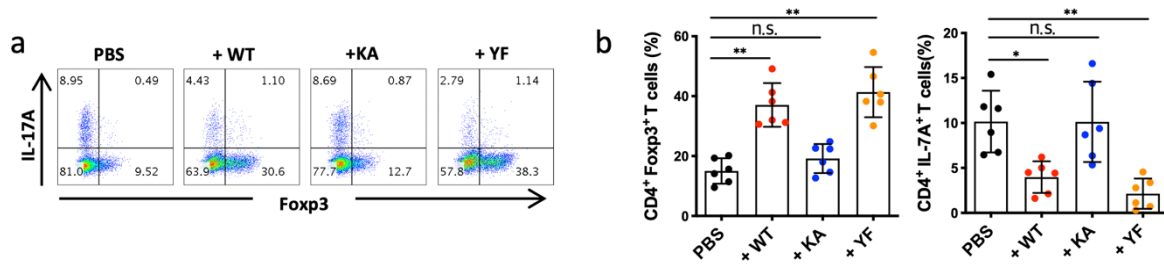 a
PBS
+ WT
+KA
+ YF
IL-17A
8.95 0.49
4.43 1.10
8.69 0.87
2.79 1.14
81.0 9.52
63.9 30.6
77.7 12.7
57.8 38.3
Foxp3
b
CD4+ Foxp3+ T cells (%)
60
40
20
0
**
n.s.
**
PBS
+ WT
+ KA
+ YF
CD4+IL-7A+T cells(%)
20
15
10
5
0
**
n.s.
*
PBS
+ WT
+ KA
+ YF